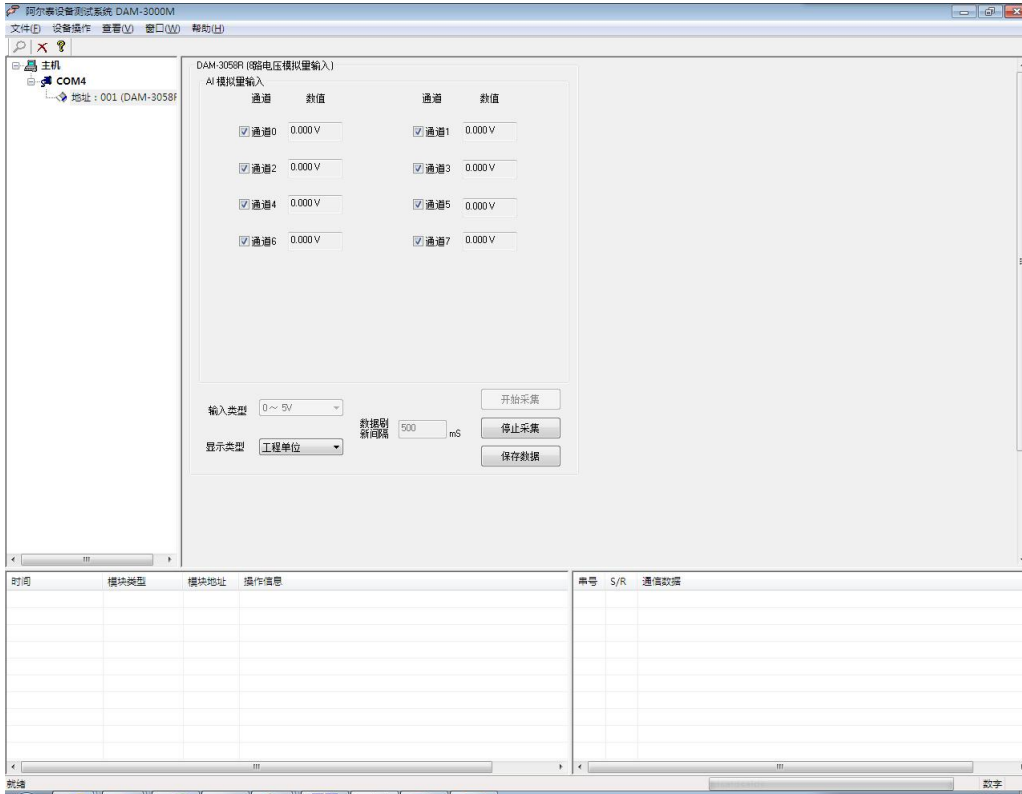 阿尔泰设备测试系统 DAM-3000M
文件(F) 设备操作 查看(V) 窗口(W) 帮助(H)
主机
COM4
地址：001 (DAM-3058R
DAM-3058R (8路电压模拟量输入)
AI 模拟量输入
通道 数值 通道 数值
通道0 0.000 V 通道1 0.000 V
通道2 0.000 V 通道3 0.000 V
通道4 0.000 V 通道5 0.000 V
通道6 0.000 V 通道7 0.000 V
输入类型 0～ 5V
数据刷新间隔 500 mS
显示类型 工程单位
开始采集
停止采集
保存数据
时间 模块类型 模块地址 操作信息
串号 S/R 通信数据
就绪 数字